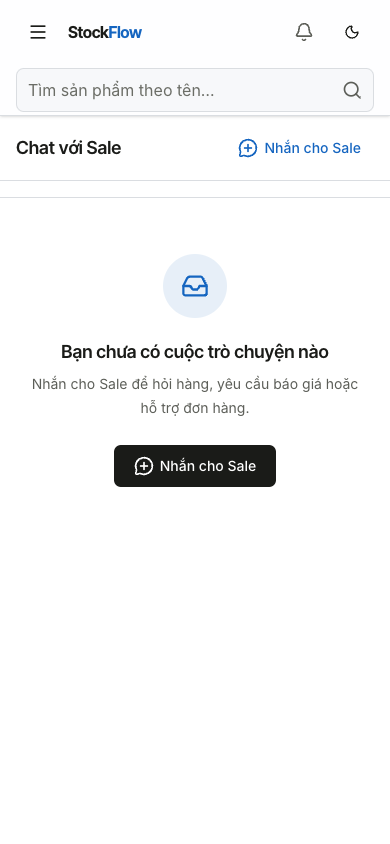 StockFlow
Tìm sản phẩm theo tên...
Chat với Sale
Nhắn cho Sale
Bạn chưa có cuộc trò chuyện nào
Nhắn cho Sale để hỏi hàng, yêu cầu báo giá hoặc
hỗ trợ đơn hàng.
Nhắn cho Sale